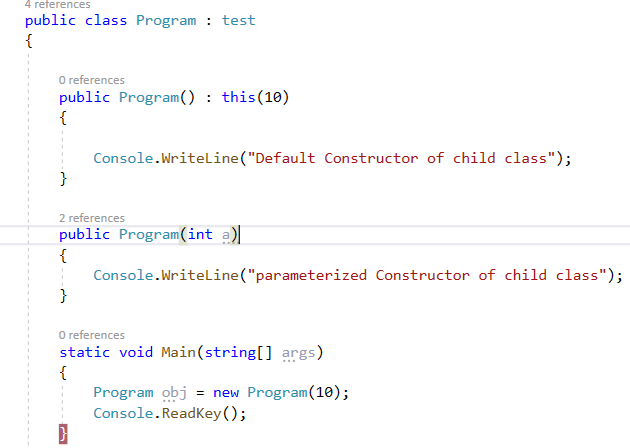 4 references
public class Program : test
{
0 references
public Program() : this(10)
{
Console.WriteLine("Default Constructor of child class");
}
2 references
public Program(int a)
{
Console.WriteLine("parameterized Constructor of child class");
}
0 references
static void Main(string[] args)
{
Program obj = new Program(10);
Console.ReadKey();
}